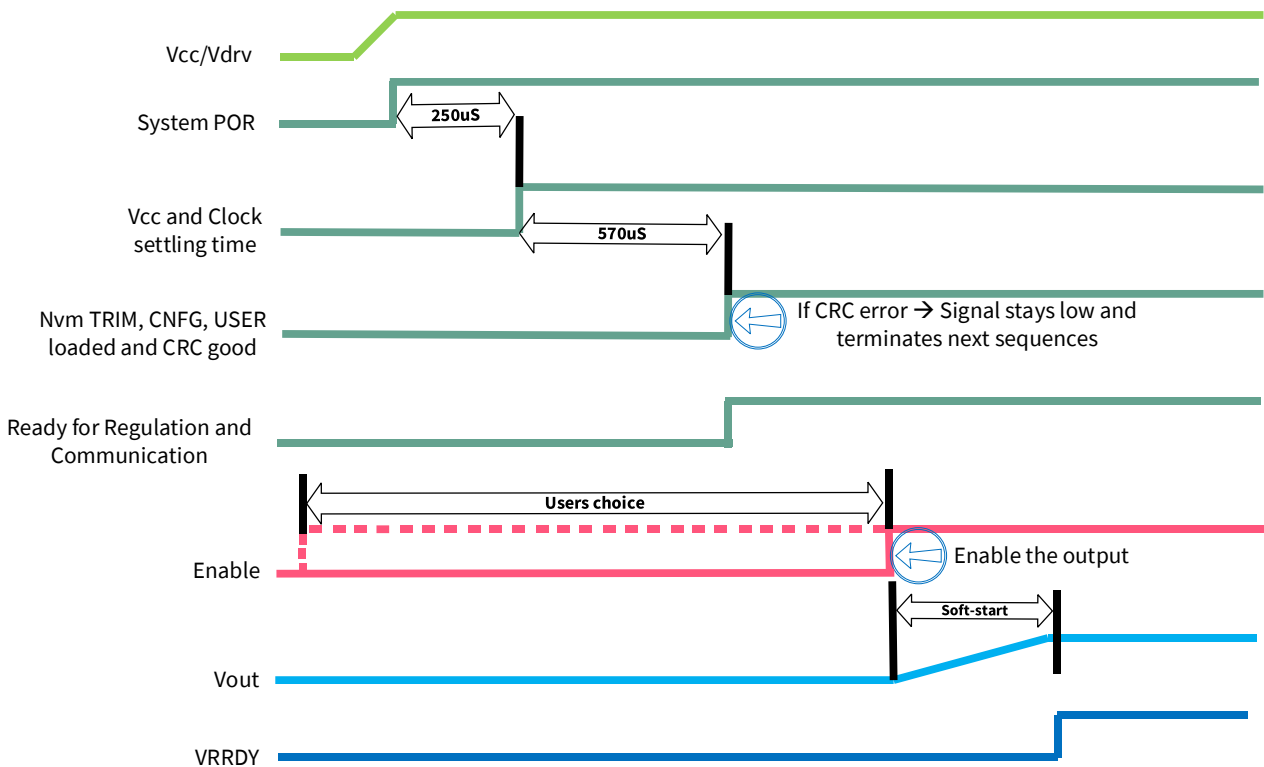 Vcc/Vdrv
System POR
250uS
Vcc and Clock
settling time
570uS
Nvm TRIM, CNFG, USER
loaded and CRC good
If CRC error → Signal stays low and
terminates next sequences
Ready for Regulation and
Communication
Users choice
Enable
Enable the output
Soft-start
Vout
VRRDY